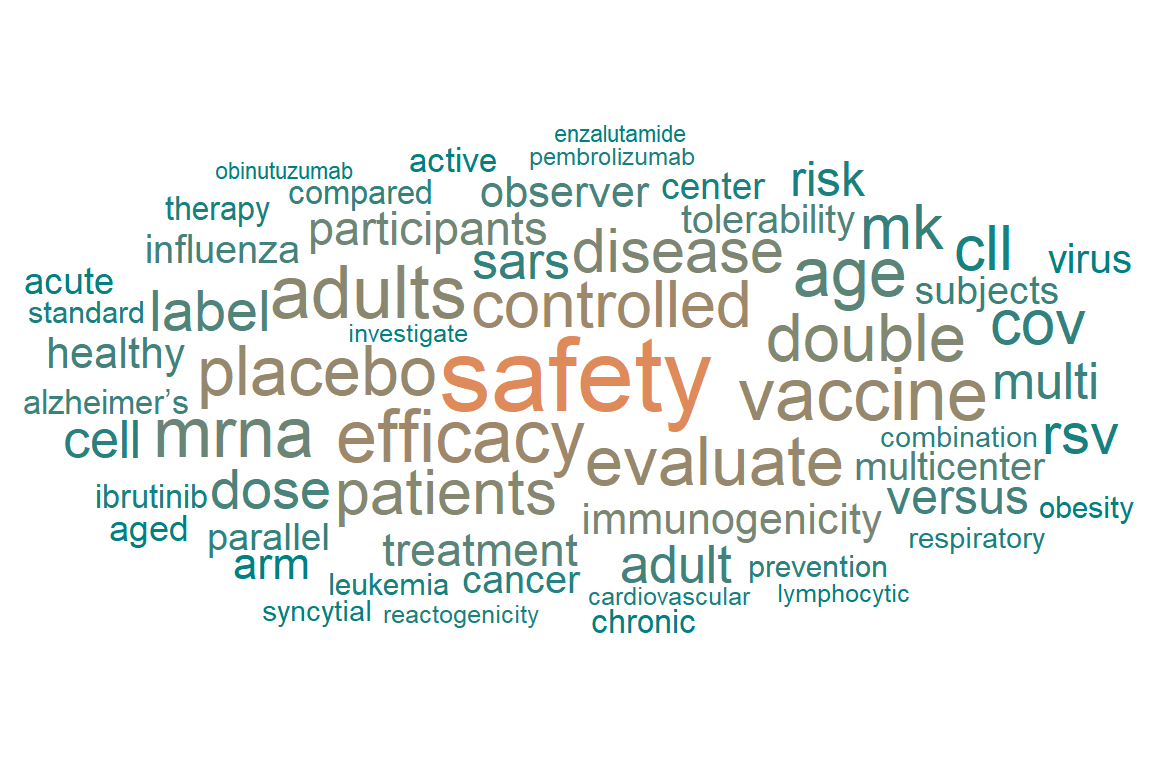 enzalutamide
obinutuzumab active pembrolizumab
therapy compared observer center risk
influenza participants tolerability mk
acute sars disease cll virus
standard label adults controlled age subjects
healthy investigate double cov
placebo safety vaccine multi
alzheimer’s
cell mrna efficacy combination rsv
ibrutinib dose patients evaluate multicenter
aged versus obesity
parallel immunogenicity respiratory
arm treatment adult prevention
leukemia cancer cardiovascular lymphocytic
syncytial reactogenicity chronic